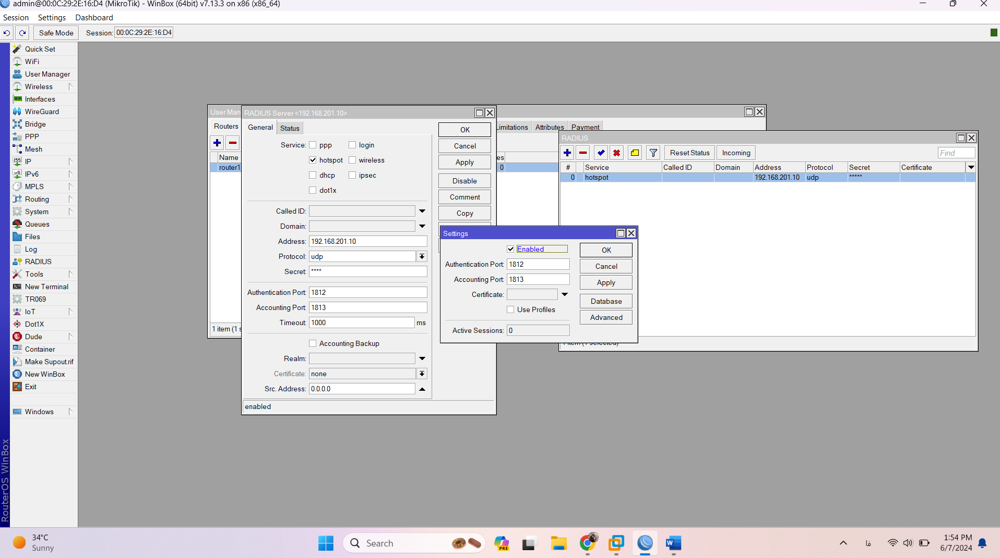 admin@00:0C:29:2E:16:D4 (MikroTik) - WinBox (64bit) v7.13.3 on x86 (x86_64)
Session Settings Dashboard
Safe Mode Session: 00:0C:29:2E:16:D4
Quick Set
WiFi
User Manager
Wireless
Interfaces
WireGuard
Bridge
PPP
Mesh
IP
IPv6
MPLS
Routing
System
Queues
Files
Log
RADIUS
Tools
New Terminal
TR069
IoT
Dot1X
Dude
Container
Make Supout.rif
New WinBox
Exit
Windows
RouterOS WinBox
User Man
Routers
Limitations Attributes Payment
Name
router1
es
0
1 item (1 s
RADIUS Server <192.168.201.10>
General Status
Service: ppp login
hotspot wireless
dhcp ipsec
dot1x
Called ID:
Domain:
Address: 192.168.201.10
Protocol: udp
Secret: ****
Authentication Port: 1812
Accounting Port: 1813
Timeout: 1000 ms
Accounting Backup
Realm:
Certificate: none
Src. Address: 0.0.0.0
enabled
OK
Cancel
Apply
Disable
Comment
Copy
RADIUS
Reset Status Incoming Find
# Service Called ID Domain Address Protocol Secret Certificate
0 hotspot 192.168.201.10 udp *****
1 item (1 selected)
Settings
Enabled
Authentication Port: 1812
Accounting Port: 1813
Certificate:
Use Profiles
Active Sessions: 0
OK
Cancel
Apply
Database
Advanced
34°C
Sunny
Search
PRE
W
فا
1:54 PM
6/7/2024